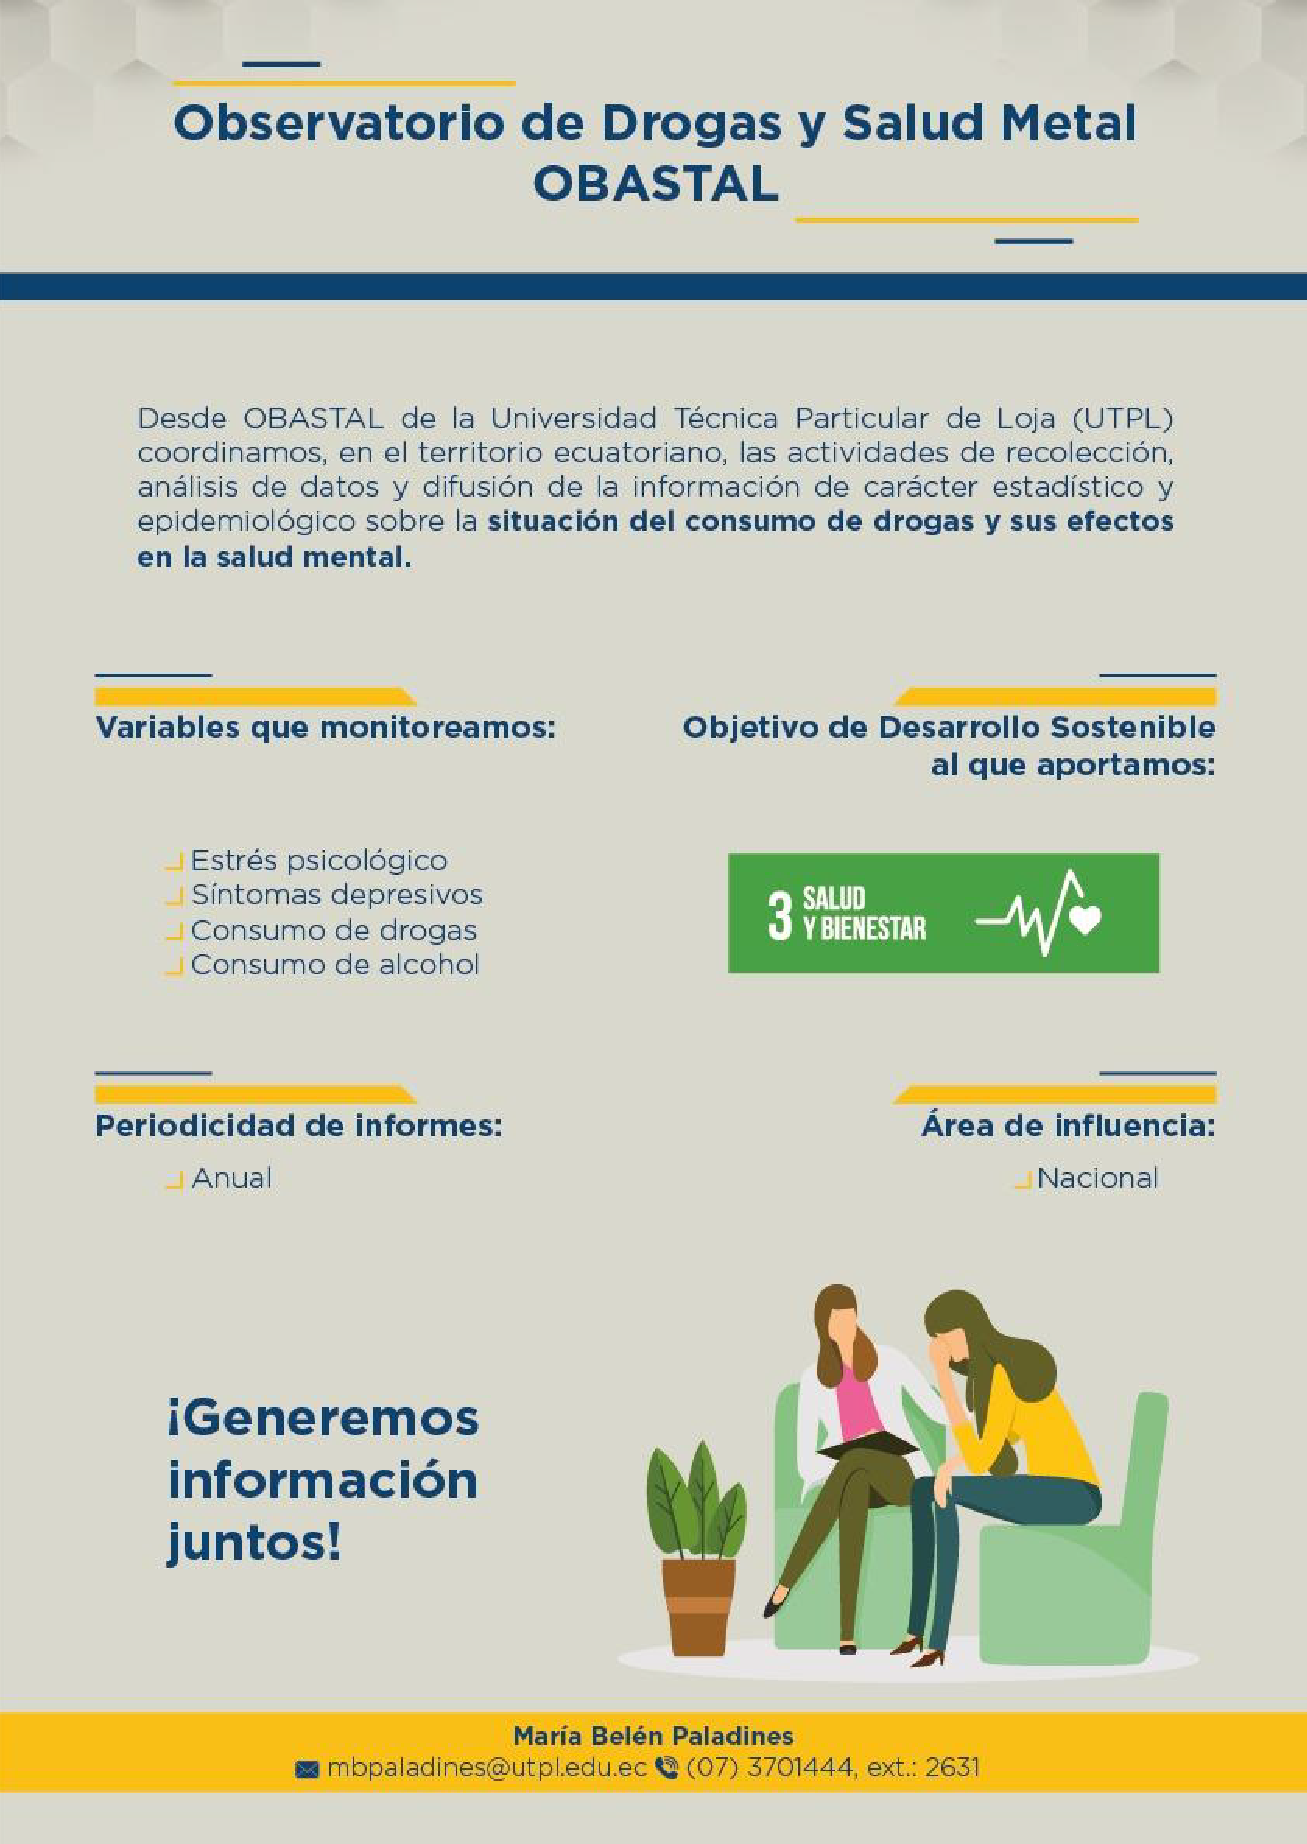 Observatorio de Drogas y Salud Metal
OBASTAL
Desde OBASTAL de la Universidad Técnica Particular de Loja (UTPL)
coordinamos, en el territorio ecuatoriano, las actividades de recolección,
análisis de datos y difusión de la información de carácter estadístico y
epidemiológico sobre la situación del consumo de drogas y sus efectos
en la salud mental.
Variables que monitoreamos:
Estrés psicológico
Síntomas depresivos
Consumo de drogas
Consumo de alcohol
Objetivo de Desarrollo Sostenible
al que aportamos:
3 SALUD
Y BIENESTAR
Periodicidad de informes:
Anual
Área de influencia:
Nacional
¡Generemos
información
juntos!
María Belén Paladines
mbpaladines@utpl.edu.ec (07) 3701444, ext.: 2631